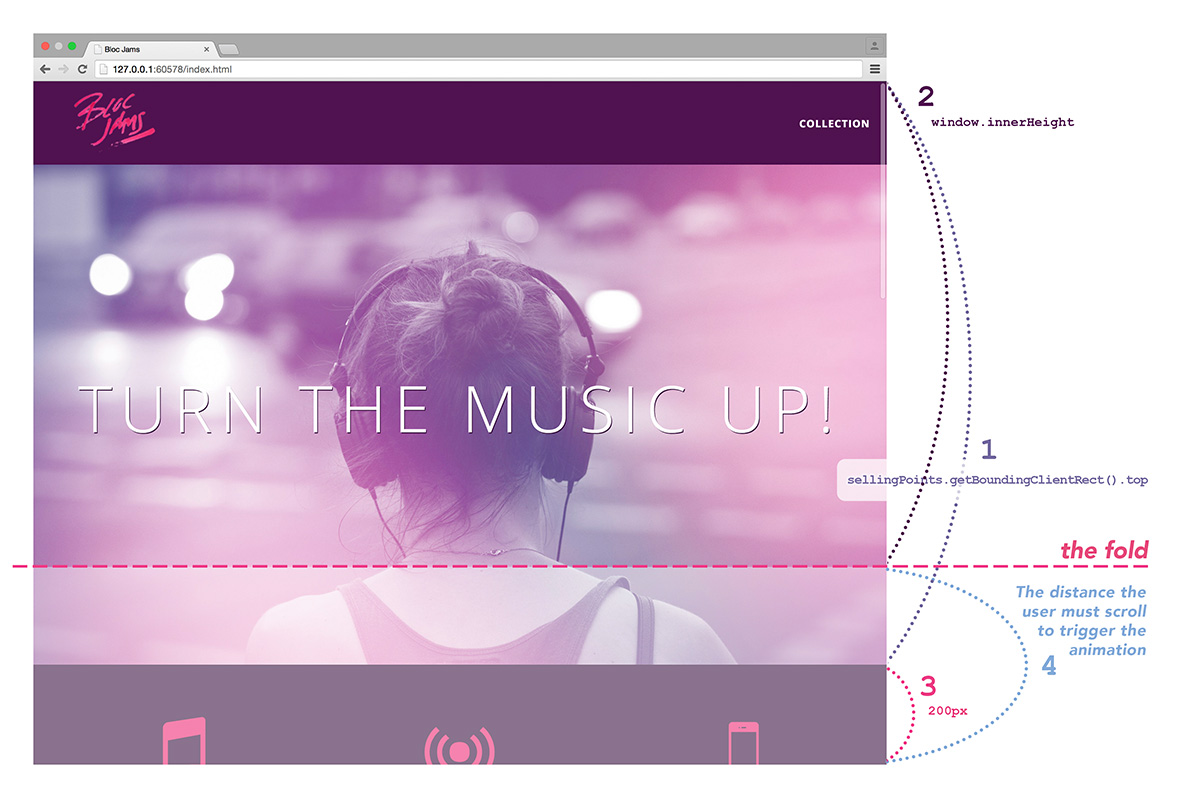 Bloc Jams
127.0.0.1:60578/index.html
BLOC
JAMS
COLLECTION
2
window.innerHeight
TURN THE MUSIC UP!
1
sellingPoints.getBoundingClientRect().top
the fold
The distance the
user must scroll
to trigger the
animation
4
3
200px